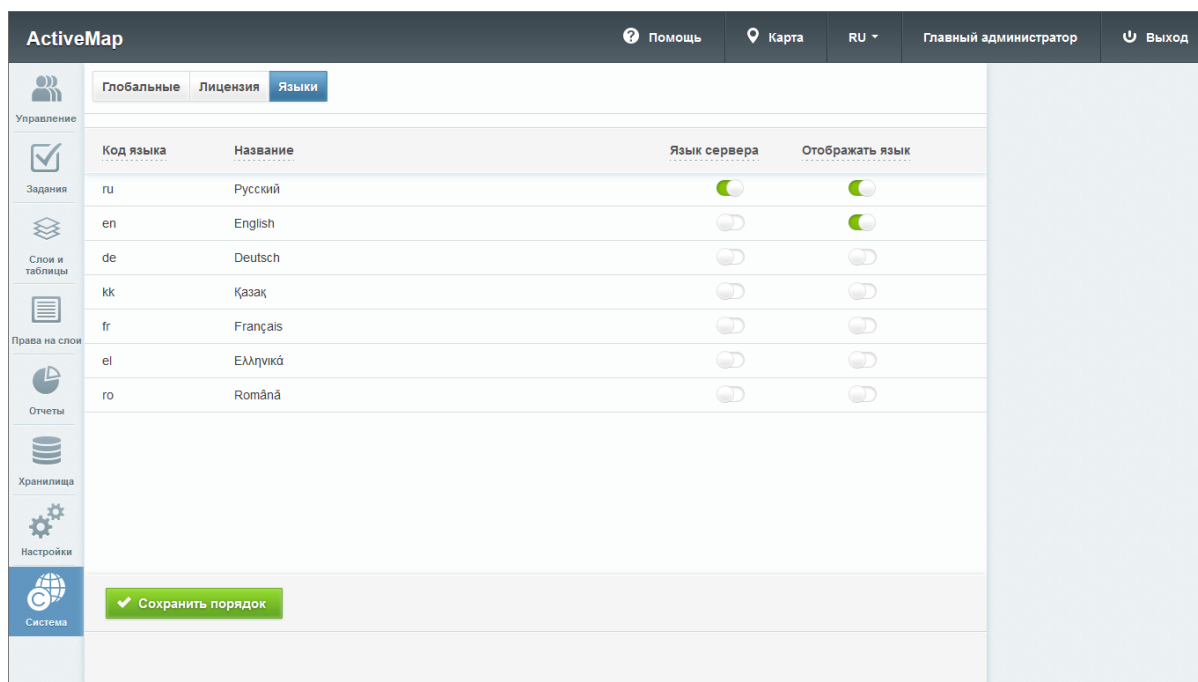 ActiveMap
Помощь
Карта
RU
Главный администратор
Выход
Управление
Задания
Слои и
таблицы
Права на слои
Отчеты
Хранилища
Настройки
Система
Глобальные Лицензия Языки
Код языка Название Язык сервера Отображать язык
ru Русский
en English
de Deutsch
kk Қазақ
fr Français
el Ελληνικά
ro Română
Сохранить порядок